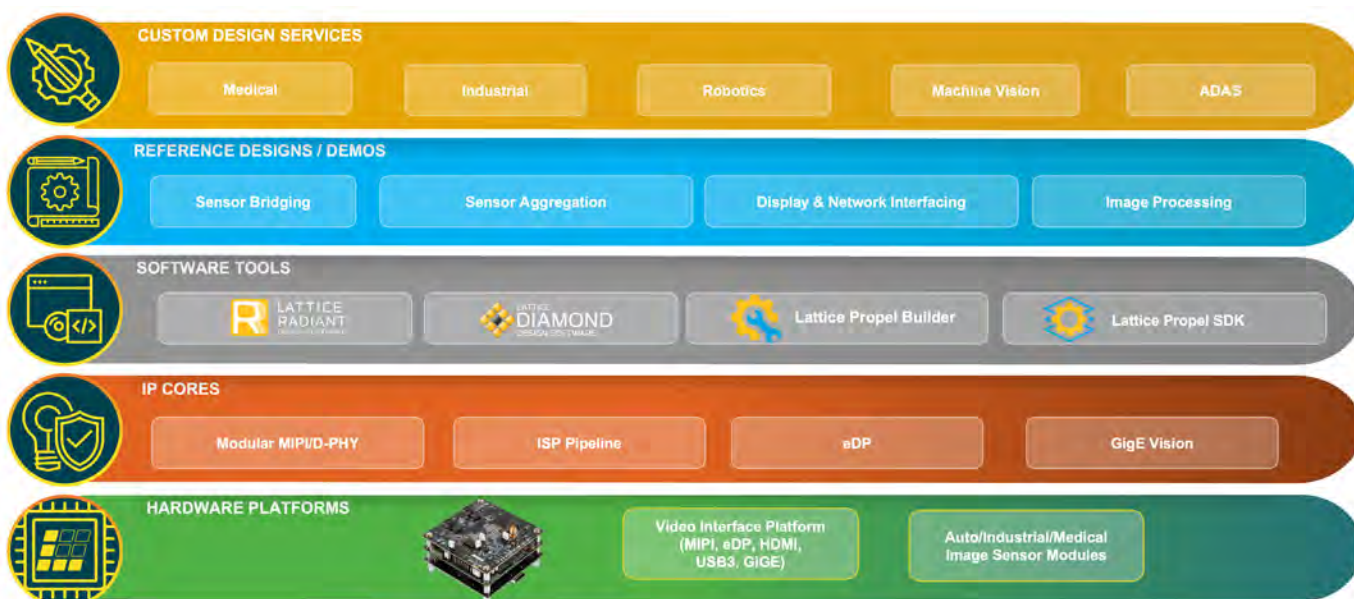 CUSTOM DESIGN SERVICES
Medical
Industrial
Robotics
Machine Vision
ADAS
REFERENCE DESIGNS / DEMOS
Sensor Bridging
Sensor Aggregation
Display & Network Interfacing
Image Processing
SOFTWARE TOOLS
</>
R LATTICE
RADIANT
LATTICE
DIAMOND
DESIGN SOFTWARE
Lattice Propel Builder
Lattice Propel SDK
IP CORES
Modular MIPI/D-PHY
ISP Pipeline
eDP
GigE Vision
HARDWARE PLATFORMS
Video Interface Platform
(MIPI, eDP, HDMI,
USB3, GiGE)
Auto/Industrial/Medical
Image Sensor Modules